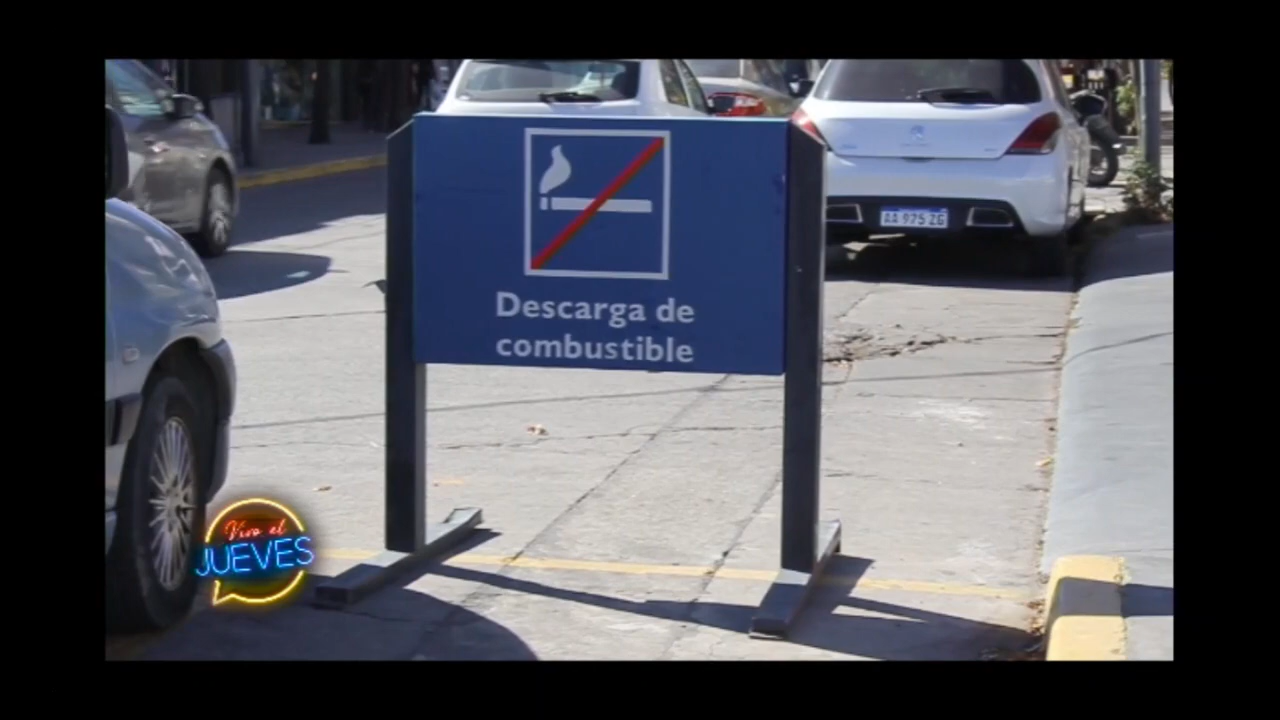 Descarga de
combustible
AA 975 ZG
Vivo el
JUEVES